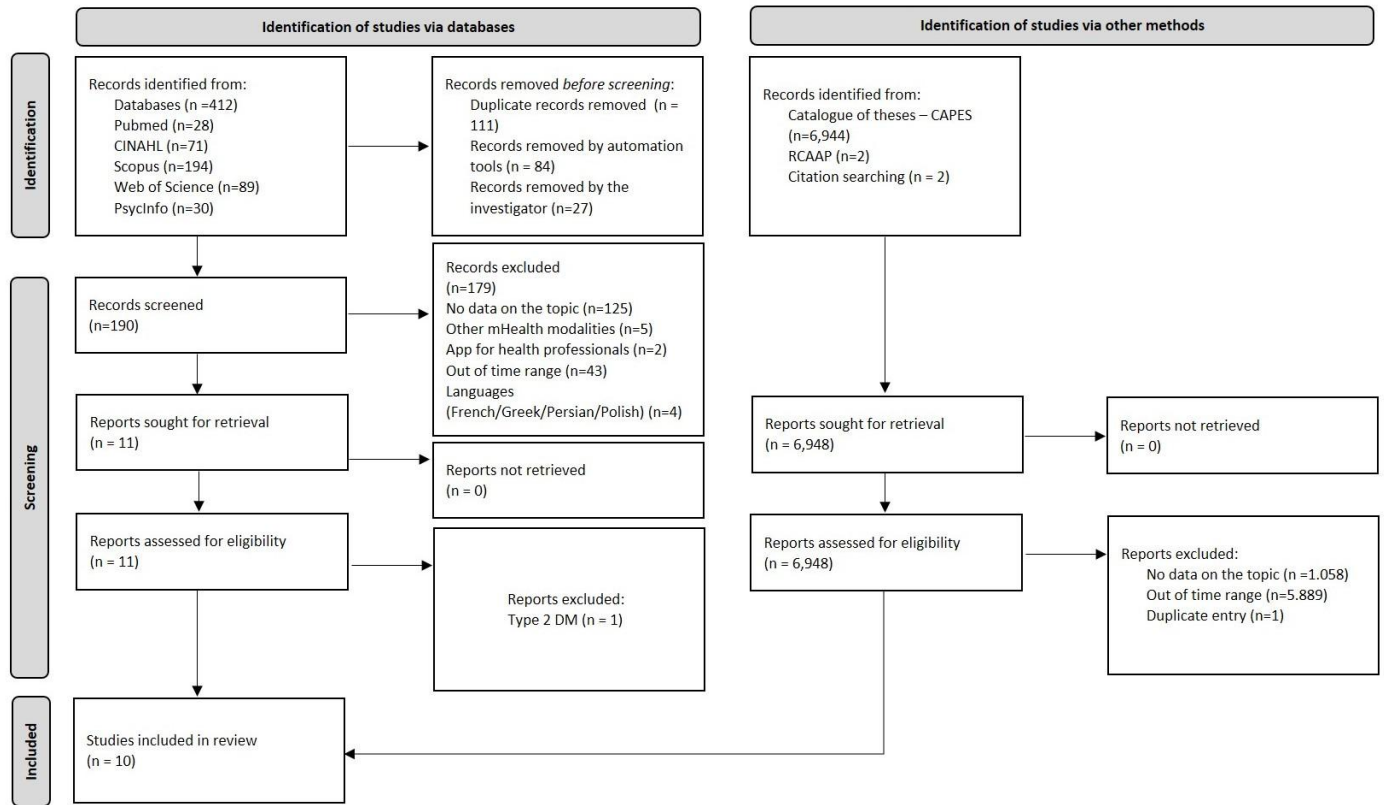 Identification of studies via databases
Identification of studies via other methods
Identification
Records identified from:
Databases (n =412)
Pubmed (n=28)
CINAHL (n=71)
Scopus (n=194)
Web of Science (n=89)
PsycInfo (n=30)
Records removed before screening:
Duplicate records removed (n =
111)
Records removed by automation
tools (n = 84)
Records removed by the
investigator (n=27)
Records identified from:
Catalogue of theses – CAPES
(n=6,944)
RCAAP (n=2)
Citation searching (n = 2)
Screening
Records screened
(n=190)
Records excluded
(n=179)
No data on the topic (n=125)
Other mHealth modalities (n=5)
App for health professionals (n=2)
Out of time range (n=43)
Languages
(French/Greek/Persian/Polish) (n=4)
Reports sought for retrieval
(n = 11)
Reports not retrieved
(n = 0)
Reports sought for retrieval
(n = 6,948)
Reports not retrieved
(n = 0)
Reports assessed for eligibility
(n = 11)
Reports excluded:
Type 2 DM (n = 1)
Reports assessed for eligibility
(n = 6,948)
Reports excluded:
No data on the topic (n =1.058)
Out of time range (n=5.889)
Duplicate entry (n=1)
Included
Studies included in review
(n = 10)